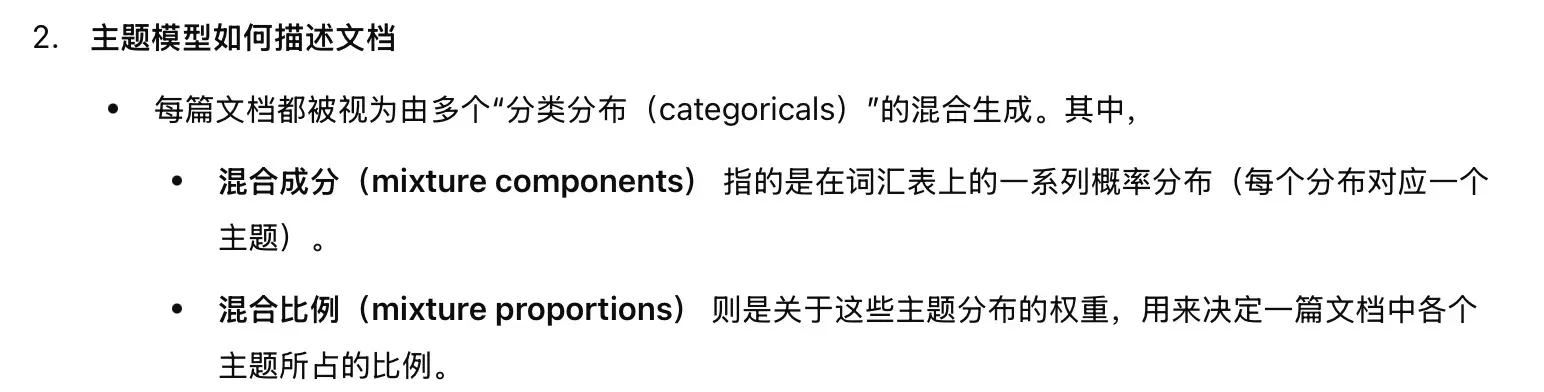 2. 主题模型如何描述文档
• 每篇文档都被视为由多个“分类分布（categoricals）”的混合生成。其中，
• 混合成分（mixture components） 指的是在词汇表上的一系列概率分布（每个分布对应一个
主题）。
• 混合比例（mixture proportions） 则是关于这些主题分布的权重，用来决定一篇文档中各个
主题所占的比例。